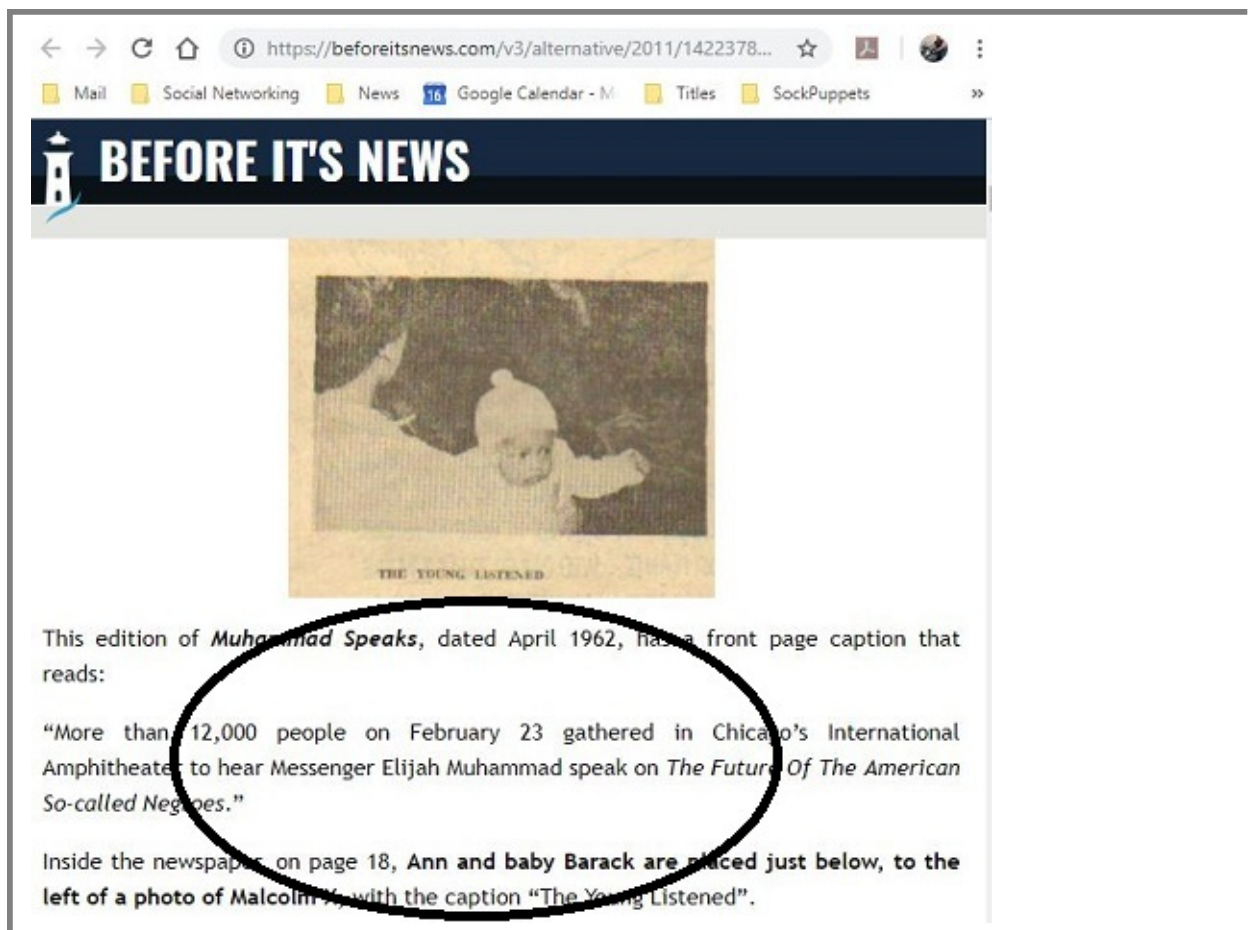 https://beforeitsnews.com/v3/alternative/2011/1422378...
Mail Social Networking News 16 Google Calendar - M Titles SockPuppets »
BEFORE IT'S NEWS
THE YOUNG LISTENED
This edition of Muhammad Speaks, dated April 1962, has a front page caption that
reads:
“More than 12,000 people on February 23 gathered in Chicago’s International
Amphitheater to hear Messenger Elijah Muhammad speak on The Future Of The American
So-called Negroes.”
Inside the newspaper, on page 18, Ann and baby Barack are placed just below, to the
left of a photo of Malcolm X, with the caption “The Young Listened”.